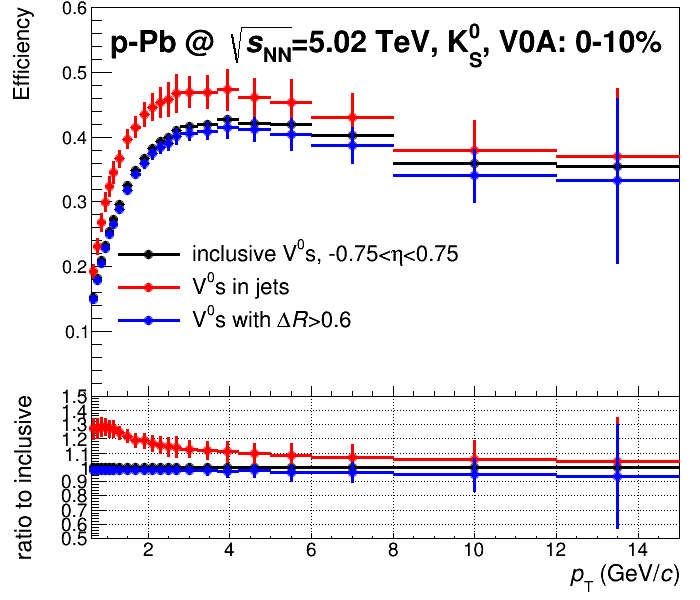 0.6
p-Pb @ √s_NN=5.02 TeV, K⁰_S, V0A: 0-10%
Efficiency
0.5
0.4
0.3
inclusive V⁰s, -0.75<η<0.75
0.2
V⁰s in jets
V⁰s with ΔR>0.6
0.1
ratio to inclusive
1.5
1.4
1.3
1.2
1.1
1
0.9
0.8
0.7
0.6
0.5
2 4 6 8 10 12 14
p_T (GeV/c)